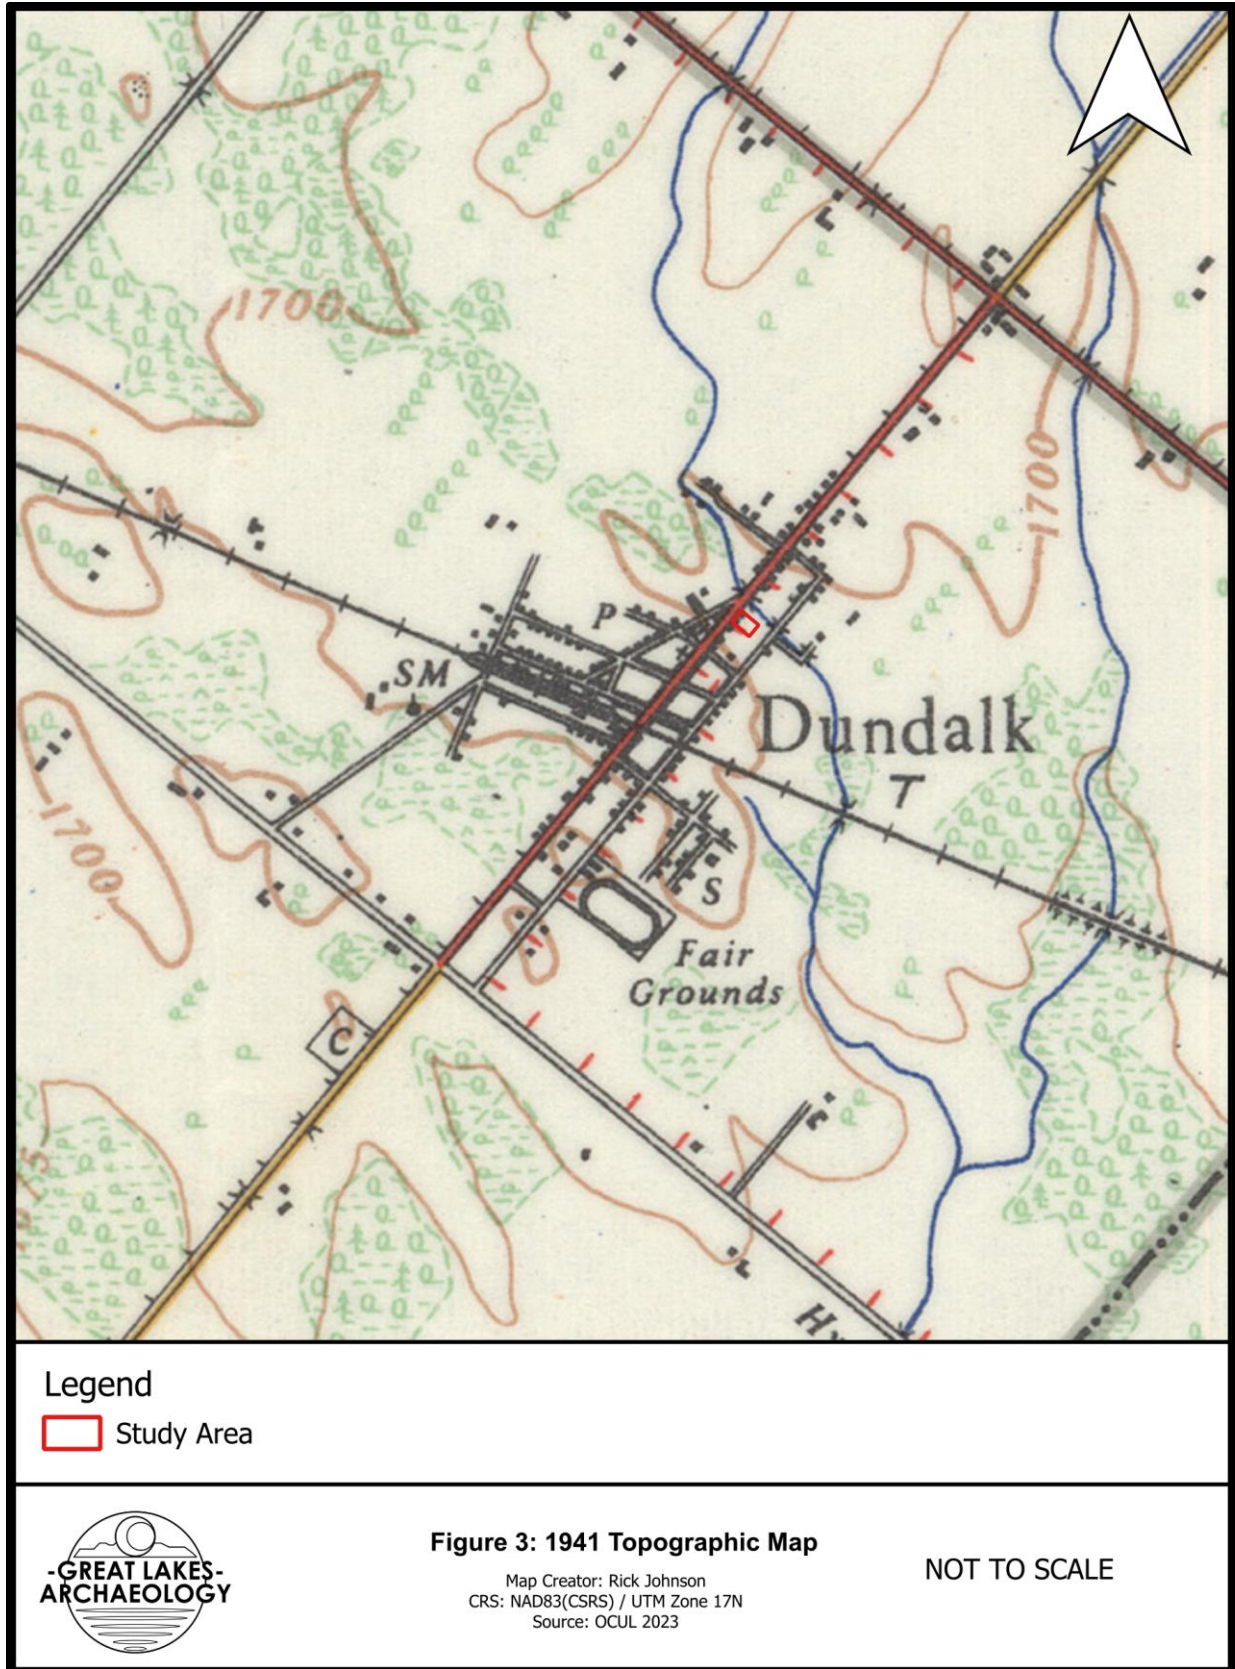 1700
1700
P
SM
Dundalk
T
1700
S
Fair
Grounds
C
Hy
Legend
Study Area
-GREAT LAKES-
ARCHAEOLOGY
Figure 3: 1941 Topographic Map
Map Creator: Rick Johnson
CRS: NAD83(CSRS) / UTM Zone 17N
Source: OCUL 2023
NOT TO SCALE